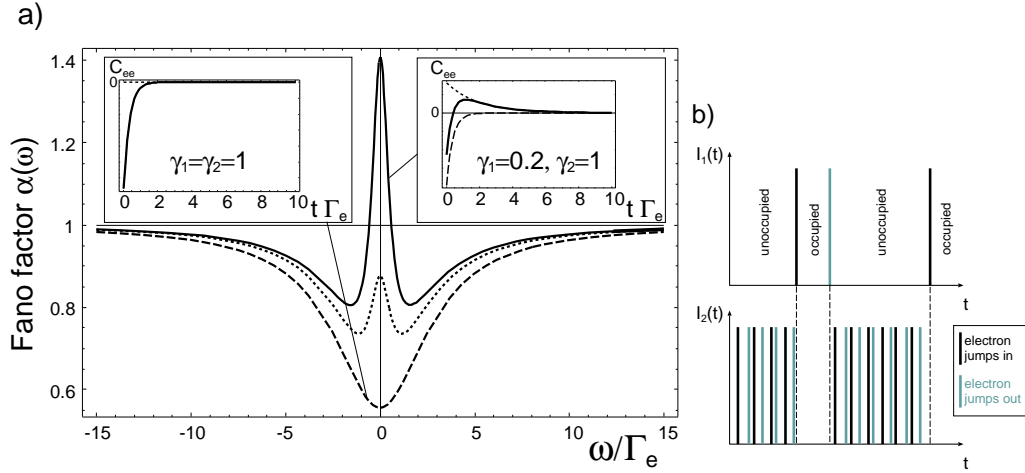 a)
Fano factor α(ω)
1.4
1.2
1
0.8
0.6
-15
-10
-5
0
5
10
15
ω/Γe
Cee
0
0 2 4 6 8 10
γ1=γ2=1
t Γe
Cee
0
0 2 4 6 8 10
γ1=0.2, γ2=1
t Γe
b)
I1(t)
unoccupied
occupied
unoccupied
occupied
t
I2(t)
t
electron
jumps in
electron
jumps out